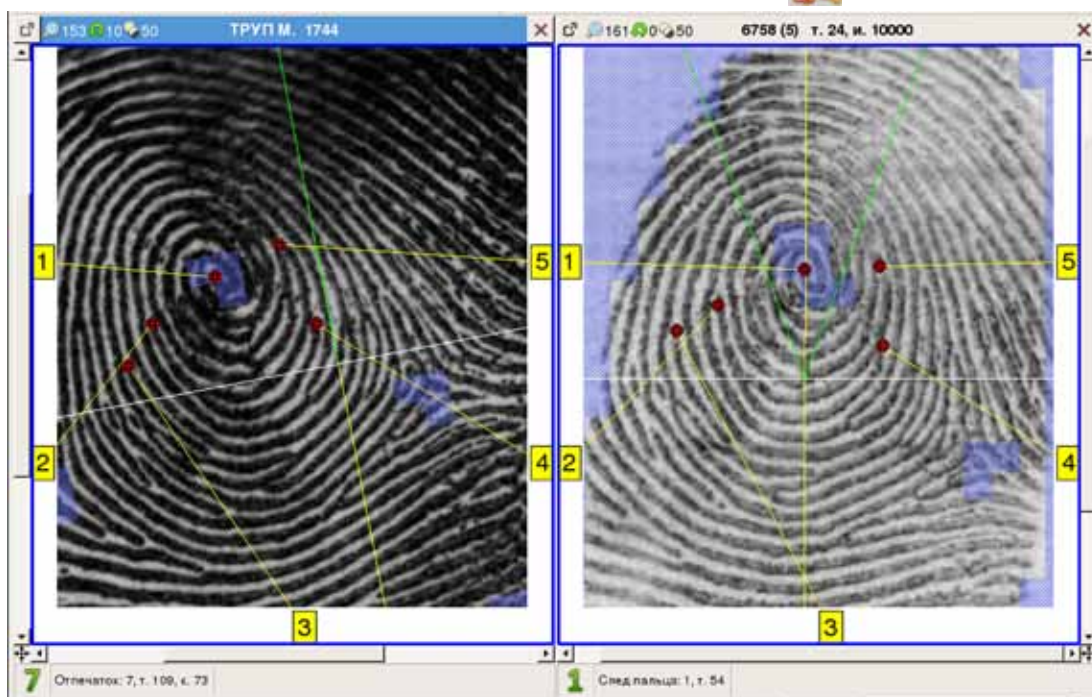 153 10 50 ТРУП М. 1744
161 0 50 6758 (5) т. 24, и. 10000
1
5
2
4
3
1
5
2
4
3
7 Отпечаток: 7, т. 109, к. 73
1 След пальца: 1, т. 54